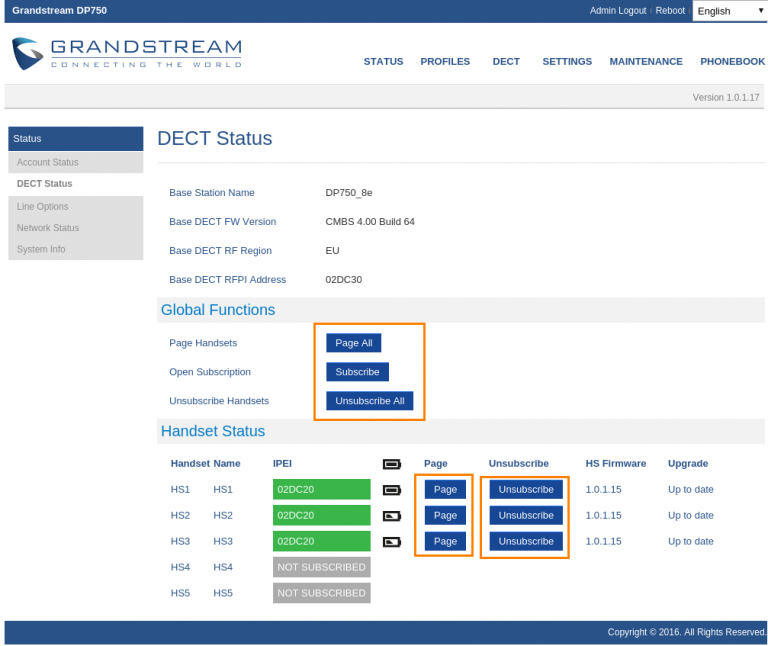 Grandstream DP750 Admin Logout | Reboot | English
GRANDSTREAM
CONNECTING THE WORLD
STATUS PROFILES DECT SETTINGS MAINTENANCE PHONEBOOK
Version 1.0.1.17
Status
Account Status
DECT Status
Line Options
Network Status
System Info
DECT Status
Base Station Name DP750_8e
Base DECT FW Version CMBS 4.00 Build 64
Base DECT RF Region EU
Base DECT RFPI Address 02DC30
Global Functions
Page Handsets Page All
Open Subscription Subscribe
Unsubscribe Handsets Unsubscribe All
Handset Status
Handset Name IPEI Page Unsubscribe HS Firmware Upgrade
HS1 HS1 02DC20 Page Unsubscribe 1.0.1.15 Up to date
HS2 HS2 02DC20 Page Unsubscribe 1.0.1.15 Up to date
HS3 HS3 02DC20 Page Unsubscribe 1.0.1.15 Up to date
HS4 HS4 NOT SUBSCRIBED
HS5 HS5 NOT SUBSCRIBED
Copyright © 2016. All Rights Reserved.